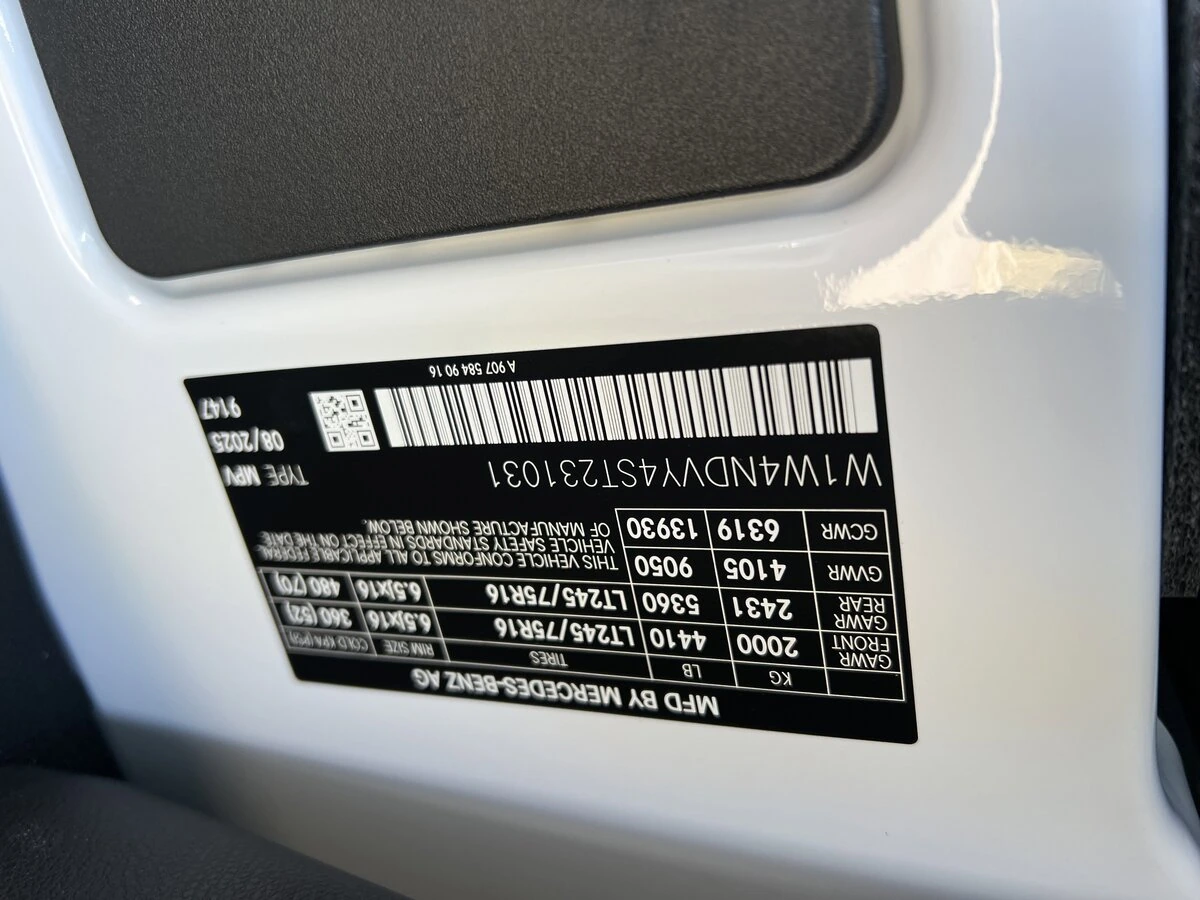 MFD BY MERCEDES-BENZ AG
KG LB TIRES RIM SIZE COLD KPA (PSI)
GAWR FRONT 2000 4410 LT245/75R16 6.5Jx16 360 (52)
GAWR REAR 2431 5360 LT245/75R16 6.5Jx16 480 (70)
GVWR 4105 9050
GCWR 6319 13930
THIS VEHICLE CONFORMS TO ALL APPLICABLE FEDERAL
VEHICLE SAFETY STANDARDS IN EFFECT ON THE DATE
OF MANUFACTURE SHOWN BELOW.
W1W4NDVY4ST231031
TYPE: MPV
08/2025
9147
A 907 584 90 16